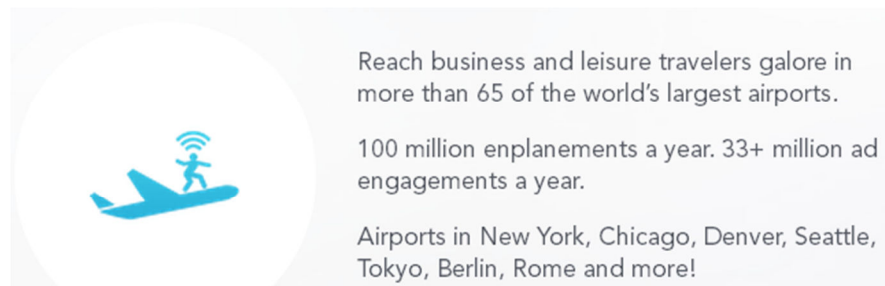 Reach business and leisure travelers galore in
more than 65 of the world’s largest airports.
100 million enplanements a year. 33+ million ad
engagements a year.
Airports in New York, Chicago, Denver, Seattle,
Tokyo, Berlin, Rome and more!